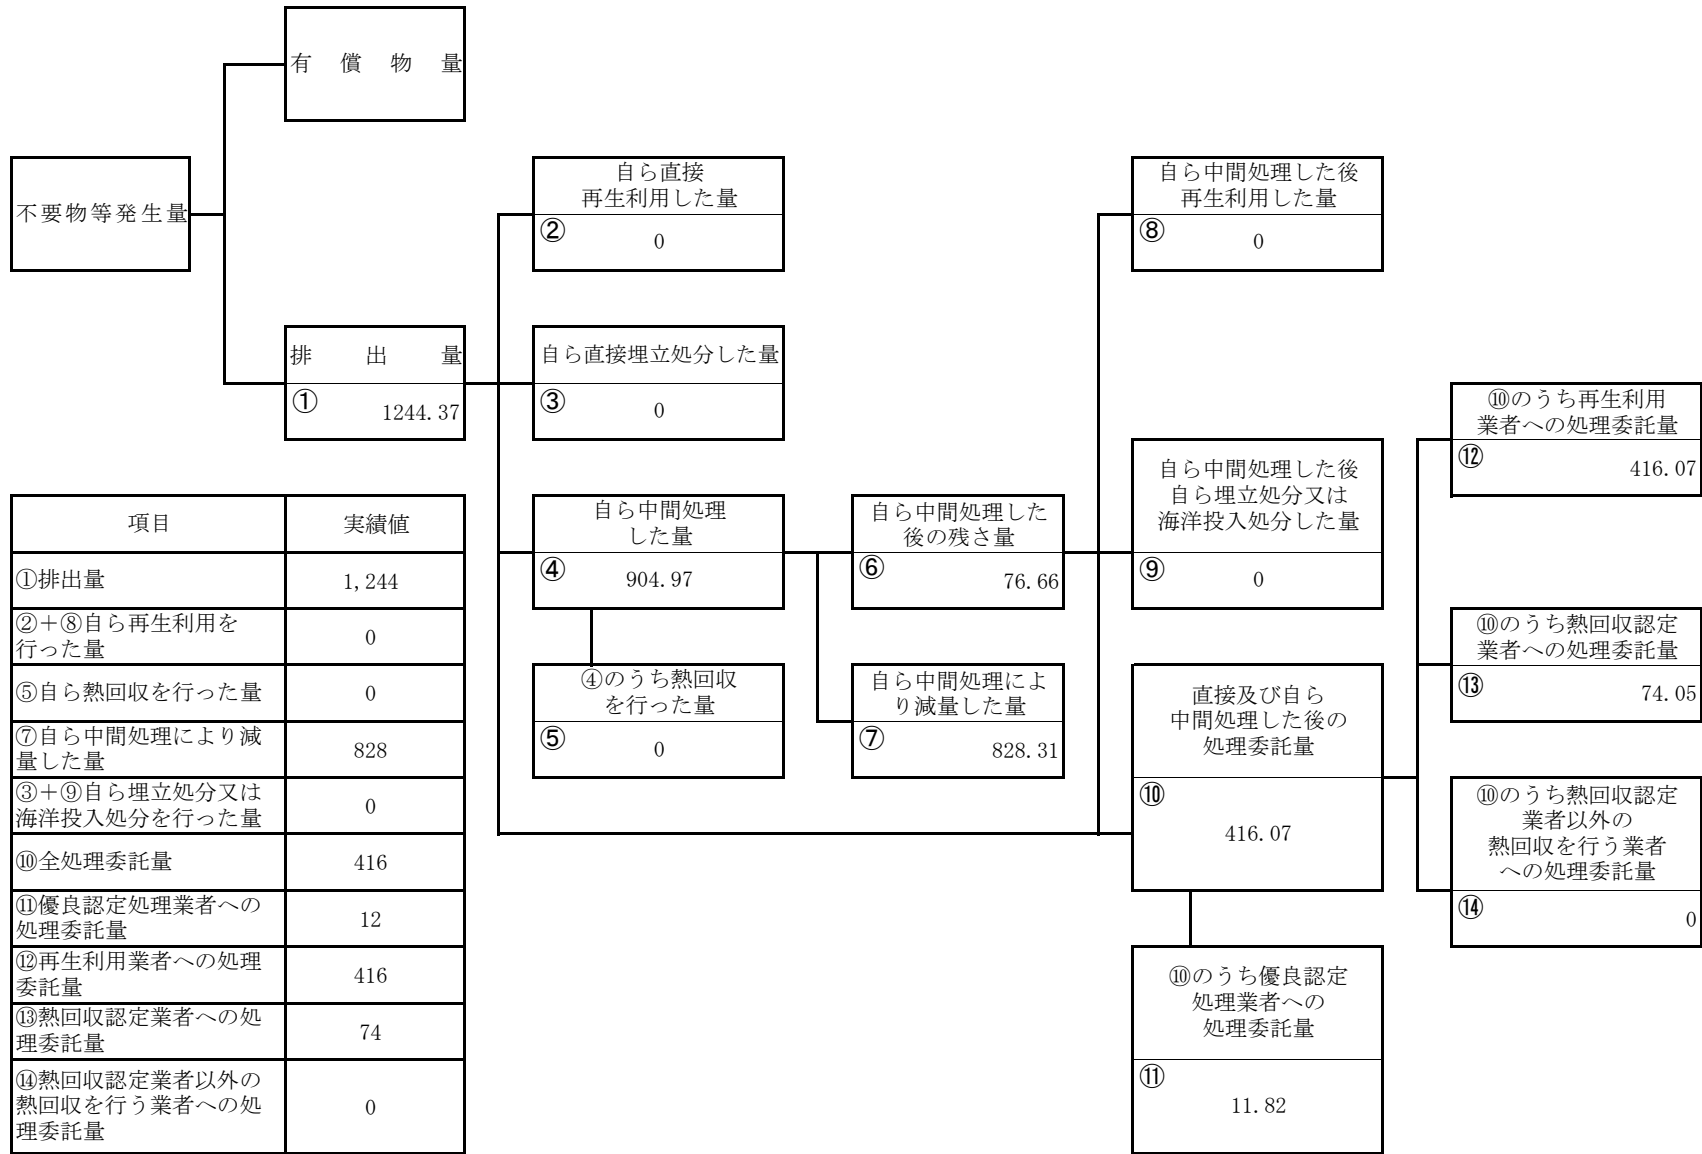 有償物量
不要物等発生量
自ら直接
再生利用した量
②
0
自ら中間処理した後
再生利用した量
⑧
0
排出量
①
1244.37
自ら直接埋立処分した量
③
0
⑩のうち再生利用
業者への処理委託量
⑫
416.07
自ら中間処理した後
自ら埋立処分又は
海洋投入処分した量
⑨
0
自ら中間処理
した量
④
904.97
自ら中間処理した
後の残さ量
⑥
76.66
⑩のうち熱回収認定
業者への処理委託量
⑬
74.05
④のうち熱回収
を行った量
⑤
0
自ら中間処理によ
り減量した量
⑦
828.31
直接及び自ら
中間処理した後の
処理委託量
⑩
416.07
⑩のうち熱回収認定
業者以外の
熱回収を行う業者
への処理委託量
⑭
0
⑩のうち優良認定
処理業者への
処理委託量
⑪
11.82
項目 実績値
①排出量 1,244
②＋⑧自ら再生利用を
行った量 0
⑤自ら熱回収を行った量 0
⑦自ら中間処理により減
量した量 828
③＋⑨自ら埋立処分又は
海洋投入処分を行った量 0
⑩全処理委託量 416
⑪優良認定処理業者への
処理委託量 12
⑫再生利用業者への処理
委託量 416
⑬熱回収認定業者への処
理委託量 74
⑭熱回収認定業者以外の
熱回収を行う業者への処
理委託量 0